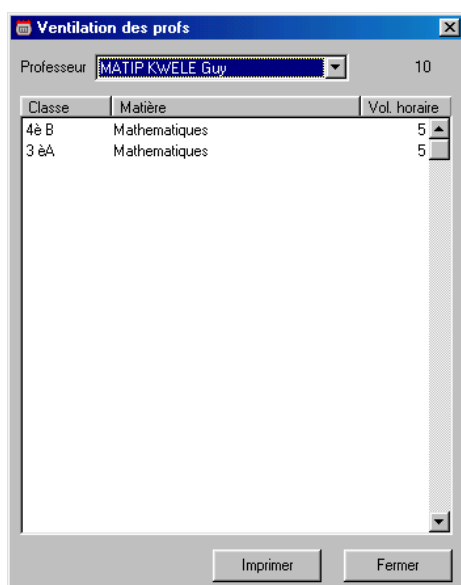 Ventilation des profs
Professeur MATIP KWELE Guy 10
Classe Matière Vol. horaire
4è B Mathematiques 5
3 èA Mathematiques 5
Imprimer Fermer